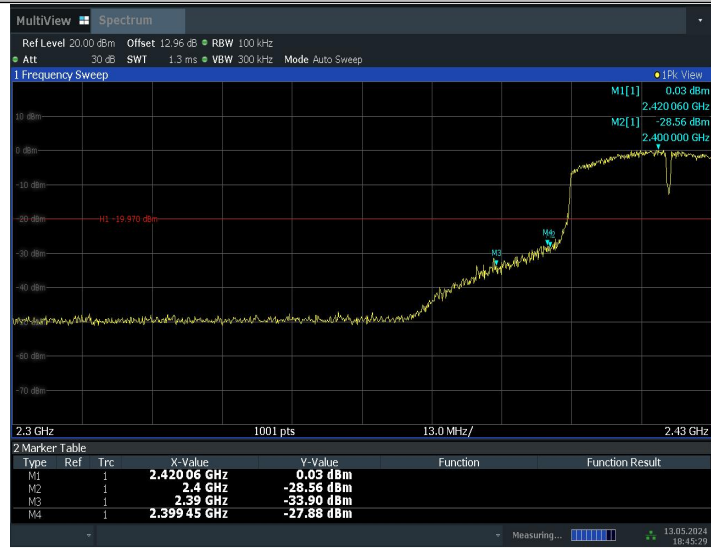 MultiView Spectrum
Ref Level 20.00 dBm Offset 12.96 dB RBW 100 kHz
Att 30 dB SWT 1.3 ms VBW 300 kHz Mode Auto Sweep
1 Frequency Sweep 1Pk View
M1[1] 0.03 dBm
2.420 060 GHz
10 dBm
M2[1] -28.56 dBm
2.400 000 GHz
0 dBm
-10 dBm
-20 dBm H1 -19.970 dBm
M4
M3
-30 dBm
-40 dBm
-60 dBm
-70 dBm
2.3 GHz 1001 pts 13.0 MHz/ 2.43 GHz
2 Marker Table
Type Ref Trc X-Value Y-Value Function Function Result
M1 1 2.420 06 GHz 0.03 dBm
M2 1 2.4 GHz -28.56 dBm
M3 1 2.39 GHz -33.90 dBm
M4 1 2.399 45 GHz -27.88 dBm
Measuring... 13.05.2024
18:45:29